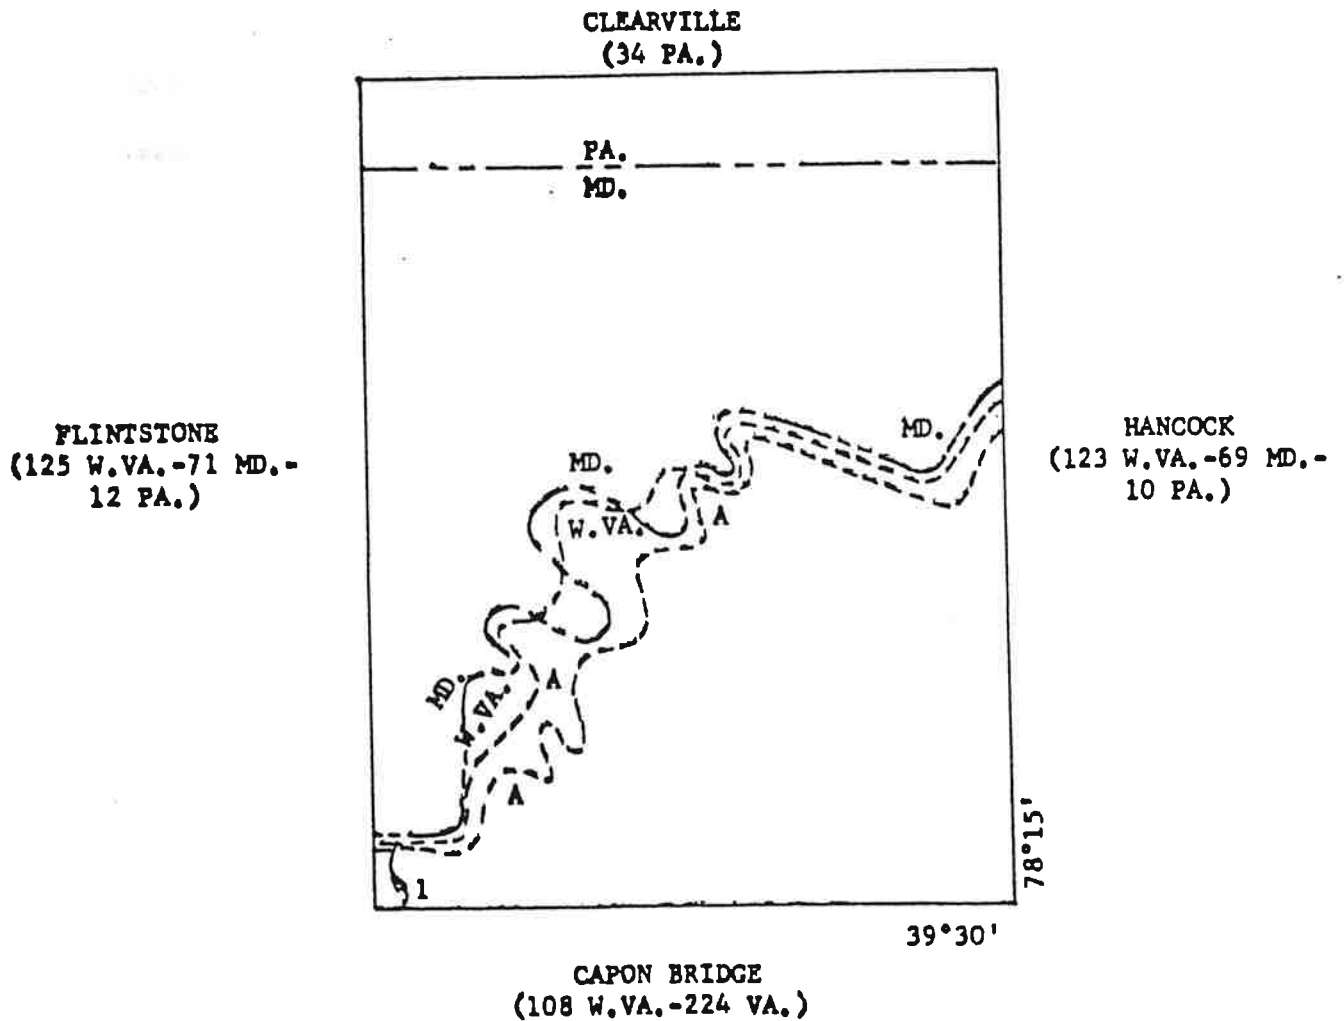 CLEARVILLE
(34 PA.)
PA.
MD.
FLINTSTONE
(125 W.VA.-71 MD.-
12 PA.)
MD.
HANCOCK
(123 W.VA.-69 MD.-
10 PA.)
MD.
W.VA.
A
MD.
W.VA.
A
A
1
78°15'
39°30'
CAPON BRIDGE
(108 W.VA.-224 VA.)